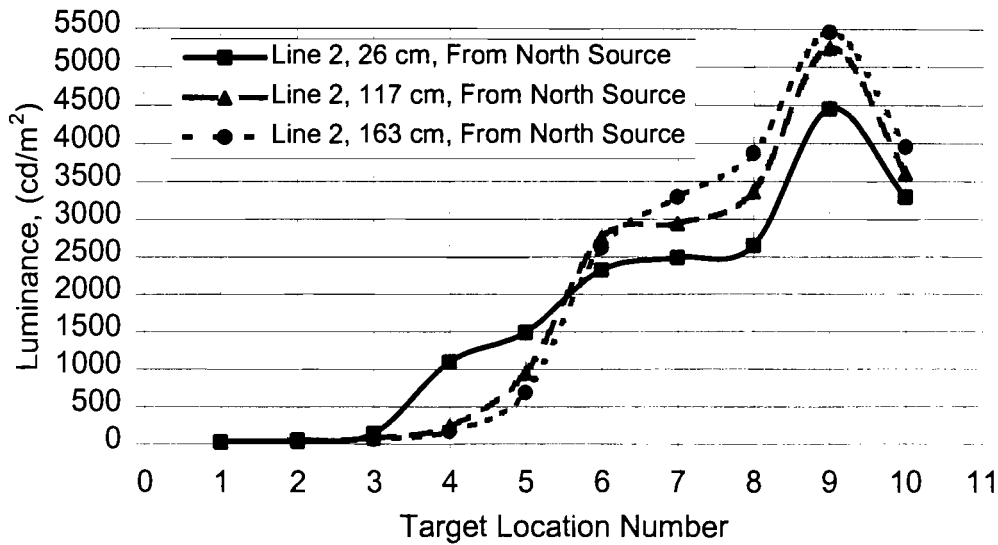 5500
5000
4500
4000
3500
3000
2500
2000
1500
1000
500
0
Luminance, (cd/m²)
Line 2, 26 cm, From North Source
Line 2, 117 cm, From North Source
Line 2, 163 cm, From North Source
0 1 2 3 4 5 6 7 8 9 10 11
Target Location Number